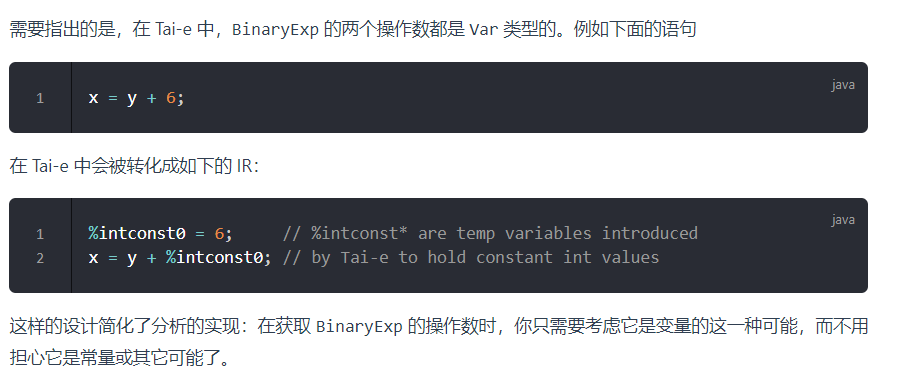 需要指出的是，在 Tai-e 中，BinaryExp 的两个操作数都是 Var 类型的。例如下面的语句
java
1 x = y + 6;
在 Tai-e 中会被转化成如下的 IR：
java
1 %intconst0 = 6;     // %intconst* are temp variables introduced
2 x = y + %intconst0; // by Tai-e to hold constant int values
这样的设计简化了分析的实现：在获取 BinaryExp 的操作数时，你只需要考虑它是变量的这一种可能，而不用
担心它是常量或其它可能了。